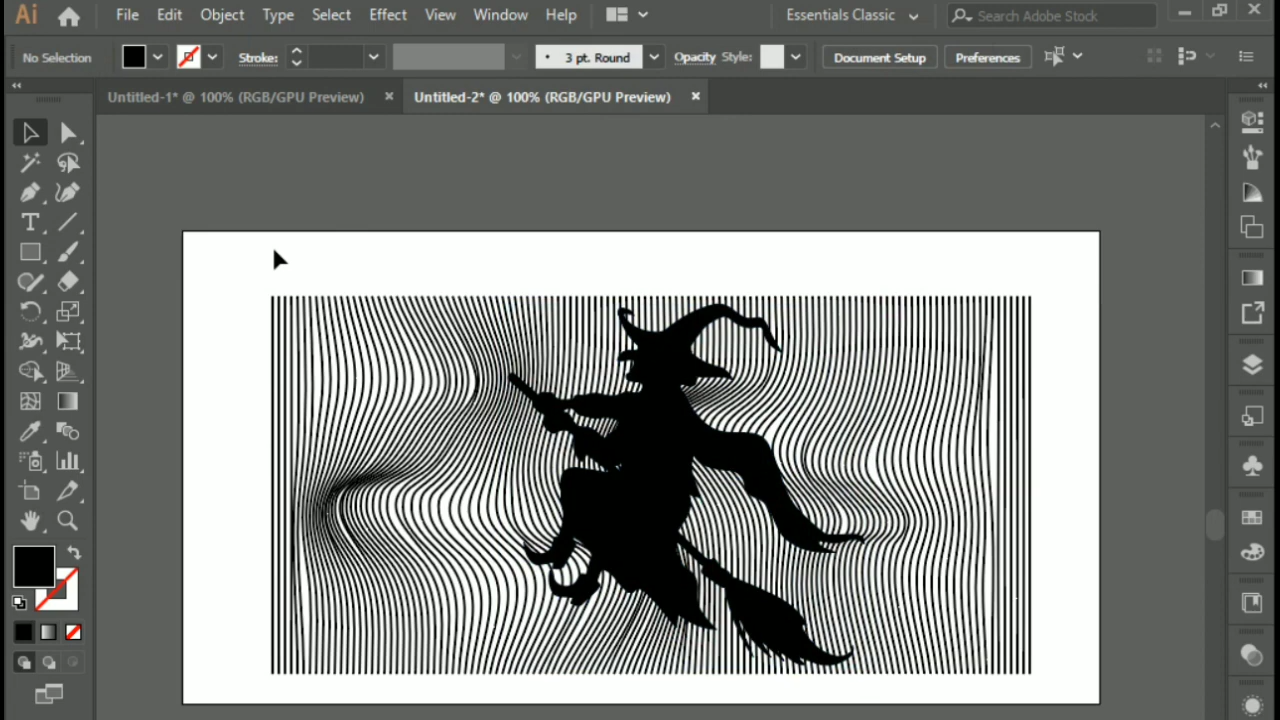 Ai File Edit Object Type Select Effect View Window Help Essentials Classic Search Adobe Stock
No Selection Stroke: 3 pt. Round Opacity Style: Document Setup Preferences
Untitled-1* @ 100% (RGB/GPU Preview) × Untitled-2* @ 100% (RGB/GPU Preview) ×